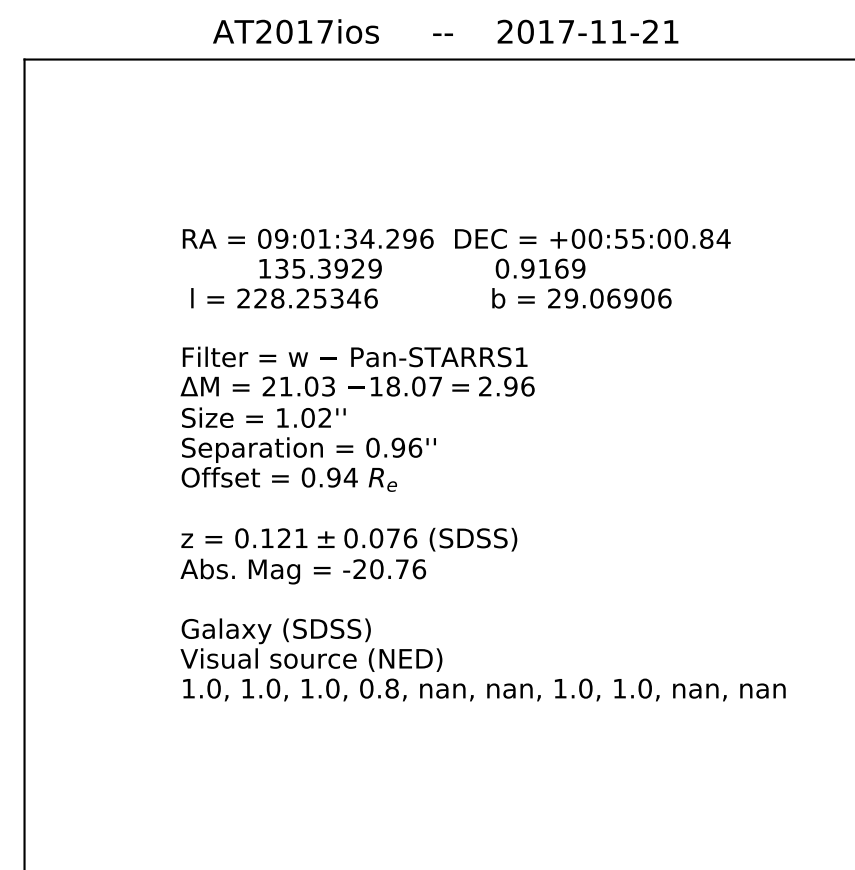 AT2017ios -- 2017-11-21
RA = 09:01:34.296 DEC = +00:55:00.84
135.3929 0.9169
l = 228.25346 b = 29.06906
Filter = w − Pan-STARRS1
ΔM = 21.03 −18.07 = 2.96
Size = 1.02''
Separation = 0.96''
Offset = 0.94 Rₑ
z = 0.121 ± 0.076 (SDSS)
Abs. Mag = -20.76
Galaxy (SDSS)
Visual source (NED)
1.0, 1.0, 1.0, 0.8, nan, nan, 1.0, 1.0, nan, nan